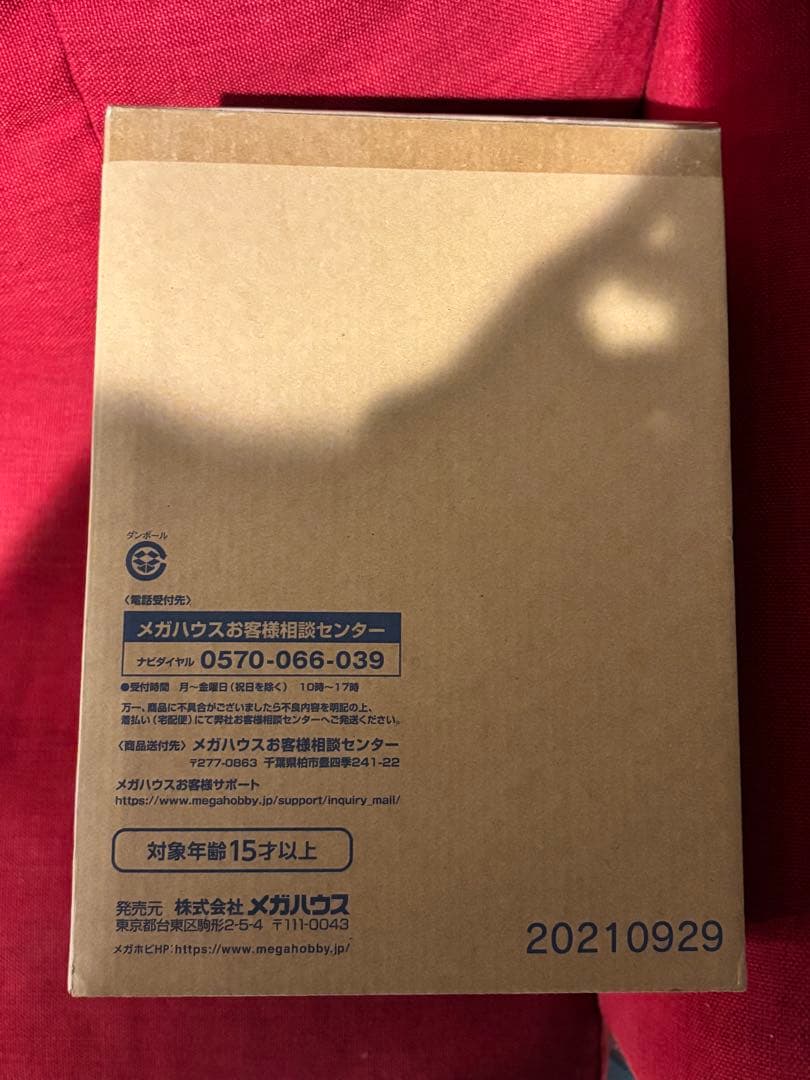 ダンボール
〈電話受付先〉
メガハウスお客様相談センター
ナビダイヤル 0570-066-039
●受付時間 月～金曜日(祝日を除く) 10時～17時
万一、商品に不具合がございましたら不良内容を明記の上、
着払い(宅配便)にて弊社お客様相談センターへご発送ください。
〈商品送付先〉メガハウスお客様相談センター
〒277-0863 千葉県柏市豊四季241-22
メガハウスお客様サポート
https://www.megahobby.jp/support/inquiry_mail/
対象年齢15才以上
発売元 株式会社メガハウス
東京都台東区駒形2-5-4 〒111-0043
メガホビHP:https://www.megahobby.jp/
20210929